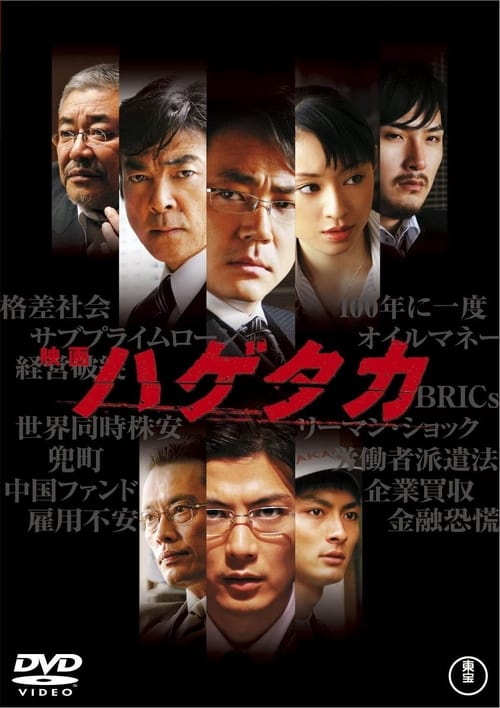 格差社会
100年に一度
サブプライムロー
オイルマネー
映画
ハゲタカ
経営破綻
BRICs
世界同時株安
リーマン・ショック
兜町
労働者派遣法
中国ファンド
企業買収
雇用不安
金融恐慌
AKA
DVD
VIDEO
東宝